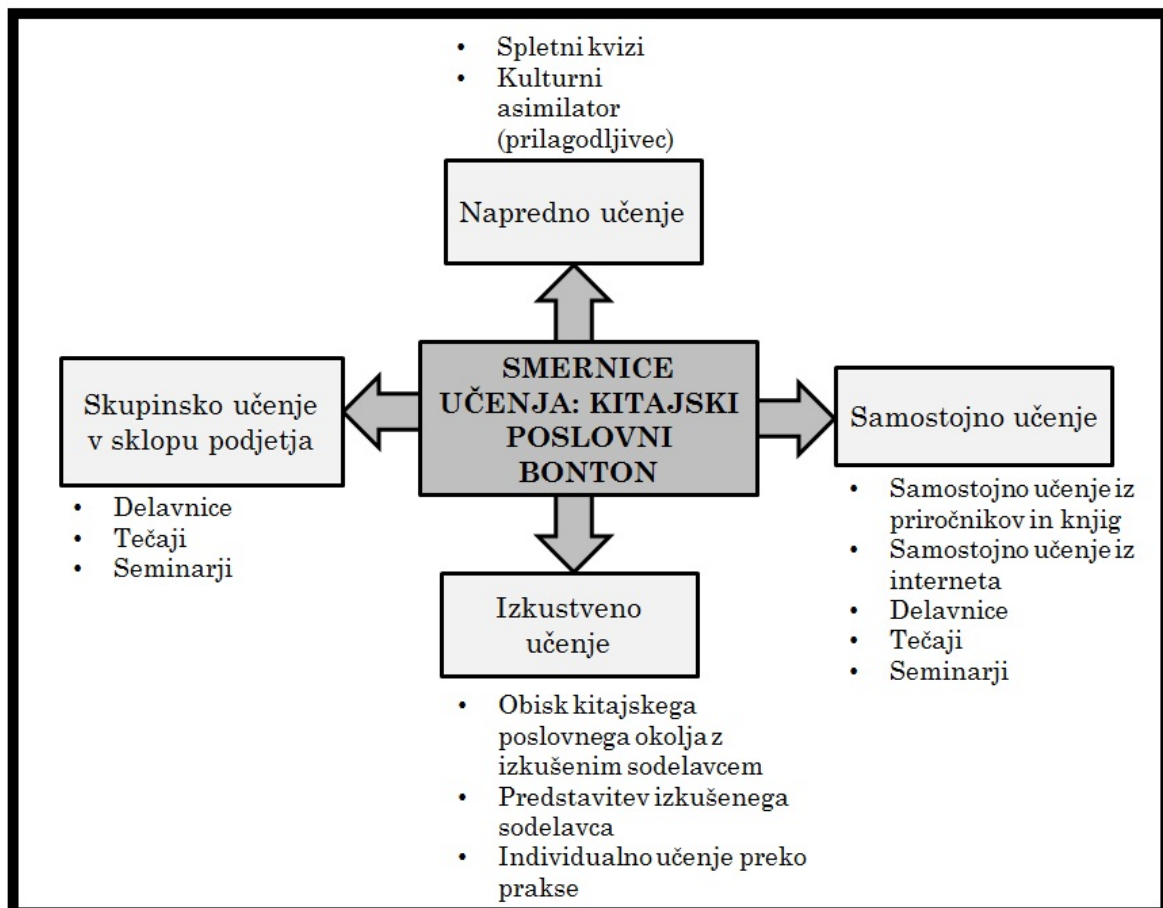 • Spletni kvizi
• Kulturni
asimilator
(prilagodljivec)
Napredno učenje
SMERNICE
UČENJA: KITAJSKI
POSLOVNI
BONTON
Skupinsko učenje
v sklopu podjetja
• Delavnice
• Tečaji
• Seminarji
Samostojno učenje
• Samostojno učenje iz
priročnikov in knjig
• Samostojno učenje iz
interneta
• Delavnice
• Tečaji
• Seminarji
Izkustveno
učenje
• Obisk kitajskega
poslovnega okolja z
izkušenim sodelavcem
• Predstavitev izkušenega
sodelavca
• Individualno učenje preko
prakse